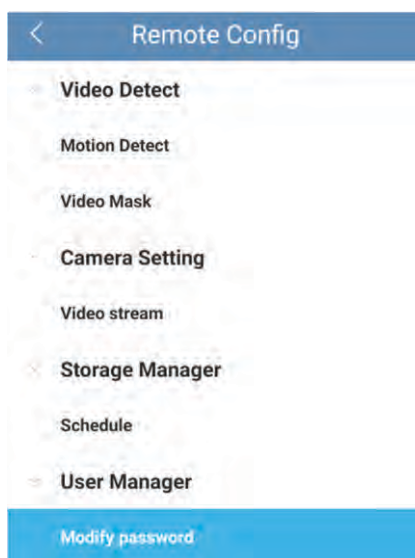 Remote Config
Video Detect
Motion Detect
Video Mask
Camera Setting
Video stream
Storage Manager
Schedule
User Manager
Modify password